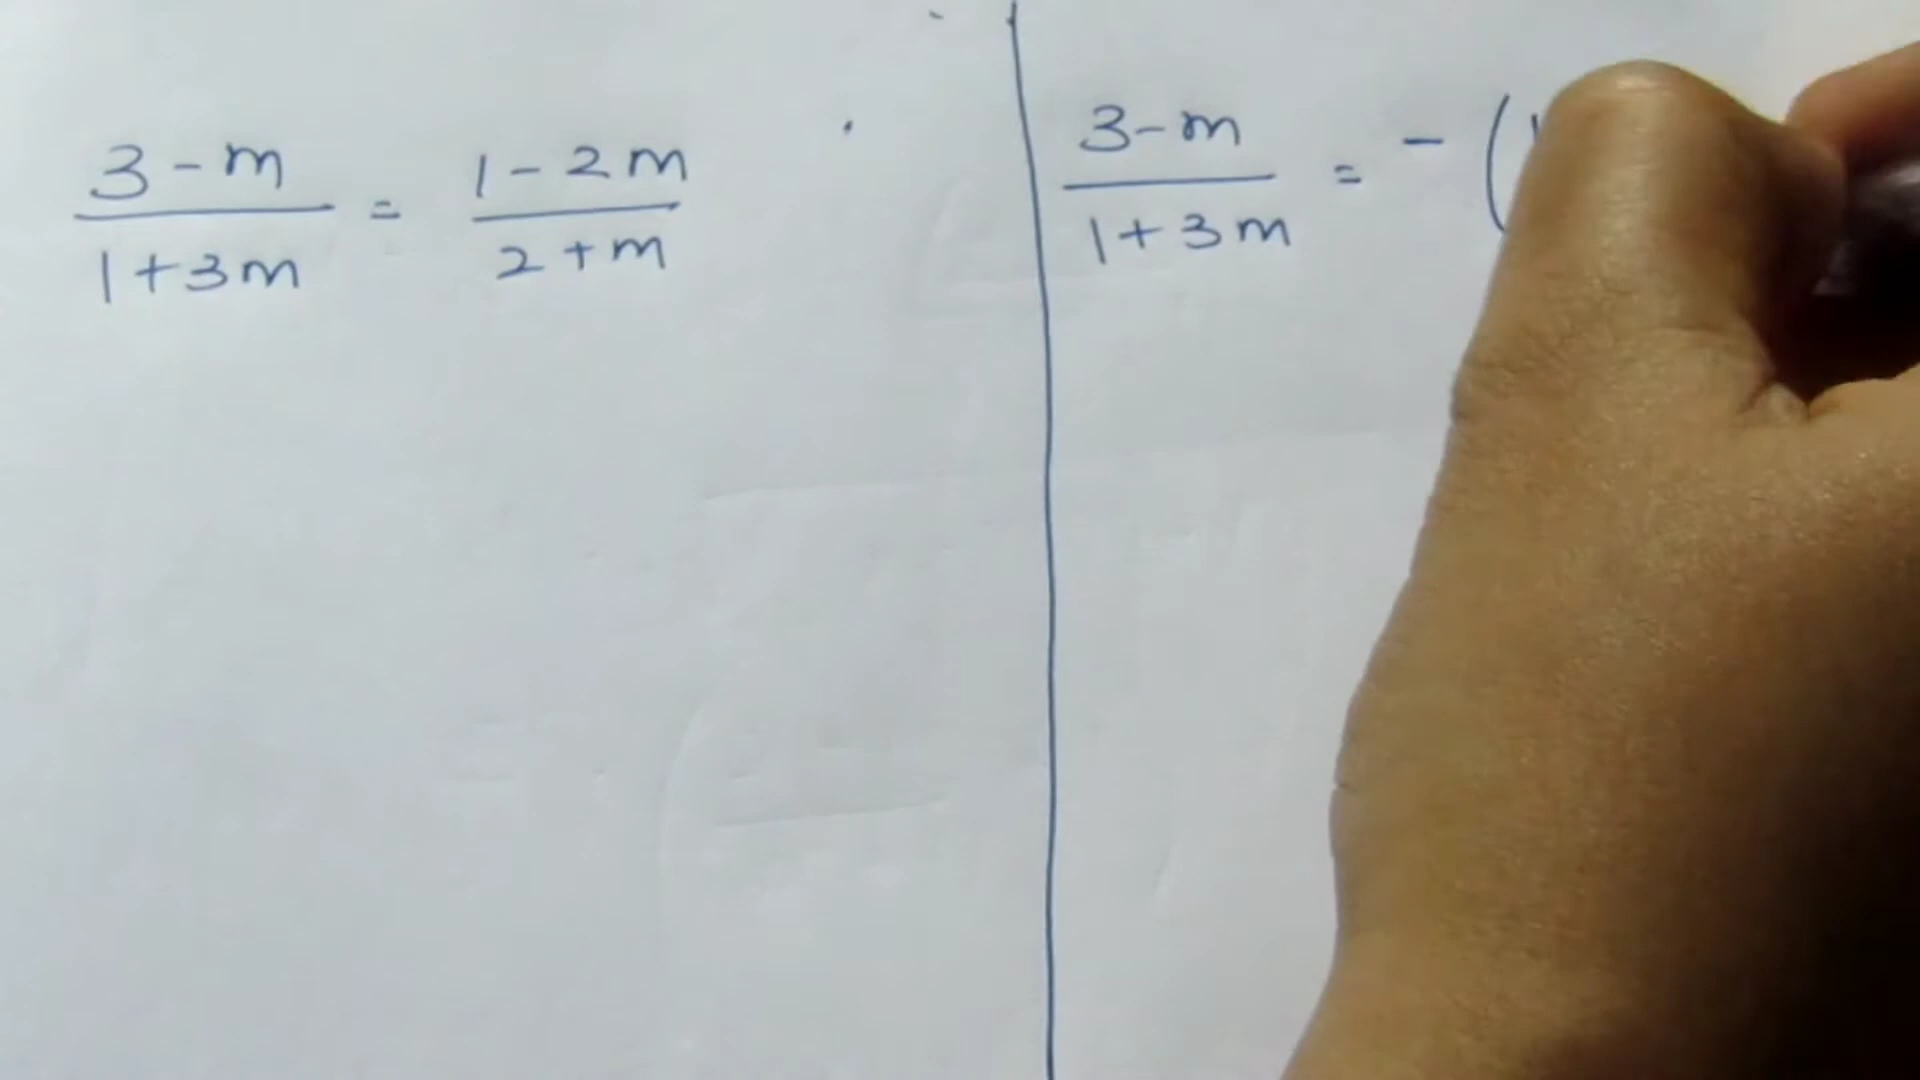 3-m/1+3m = 1-2m/2+m
3-m/1+3m = - (